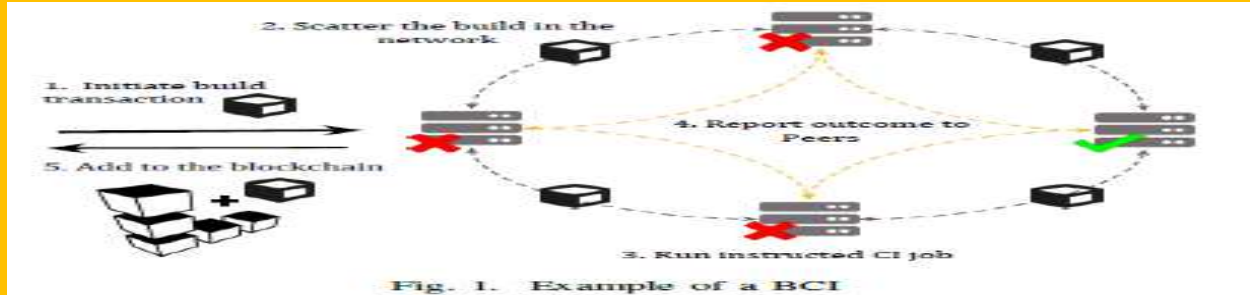 2. Scatter the build in the
network
1. Initiate build
transaction
4. Report outcome to
Peers
5. Add to the blockchain
+
3. Run instructed CI job
Fig. 1. Example of a BCI